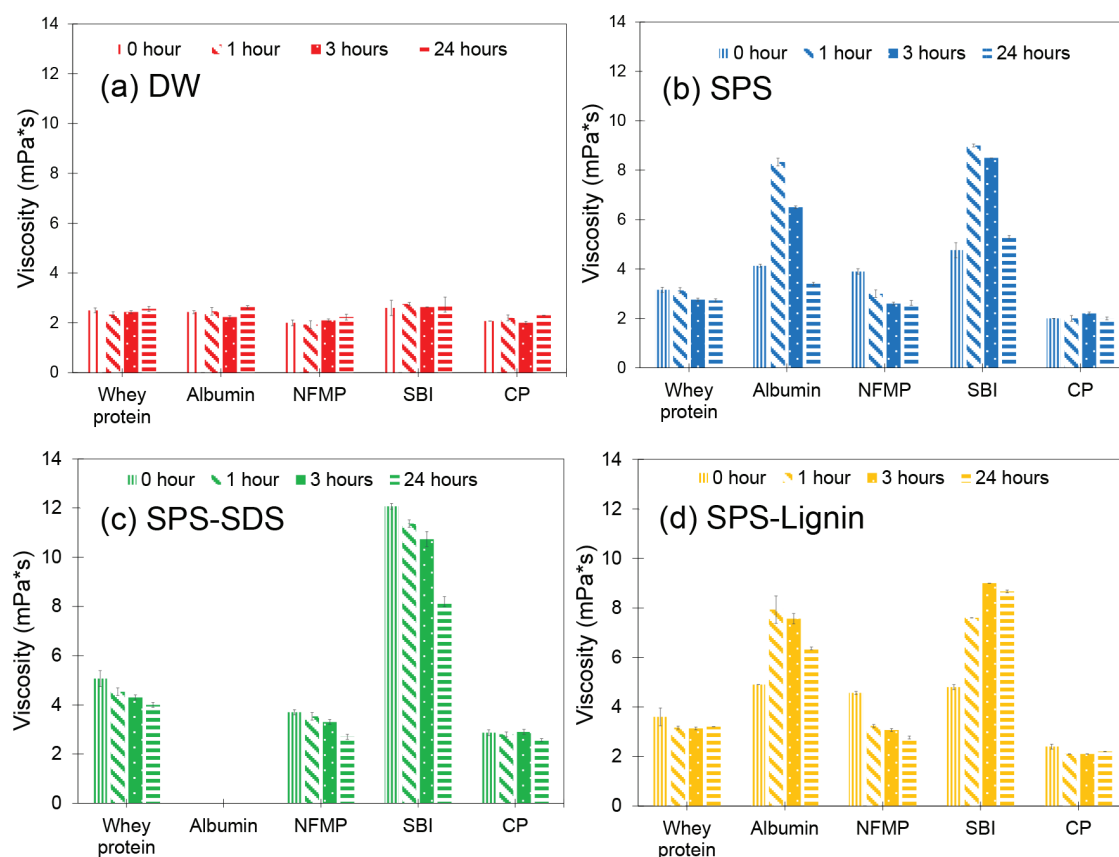 14
12
10
8
6
4
2
0
Viscosity (mPa*s)
0 hour 1 hour 3 hours 24 hours
(a) DW
Whey protein Albumin NFMP SBI CP
14
12
10
8
6
4
2
0
Viscosity (mPa*s)
0 hour 1 hour 3 hours 24 hours
(b) SPS
Whey protein Albumin NFMP SBI CP
14
12
10
8
6
4
2
0
Viscosity (mPa*s)
0 hour 1 hour 3 hours 24 hours
(c) SPS-SDS
Whey protein Albumin NFMP SBI CP
14
12
10
8
6
4
2
0
Viscosity (mPa*s)
0 hour 1 hour 3 hours 24 hours
(d) SPS-Lignin
Whey protein Albumin NFMP SBI CP